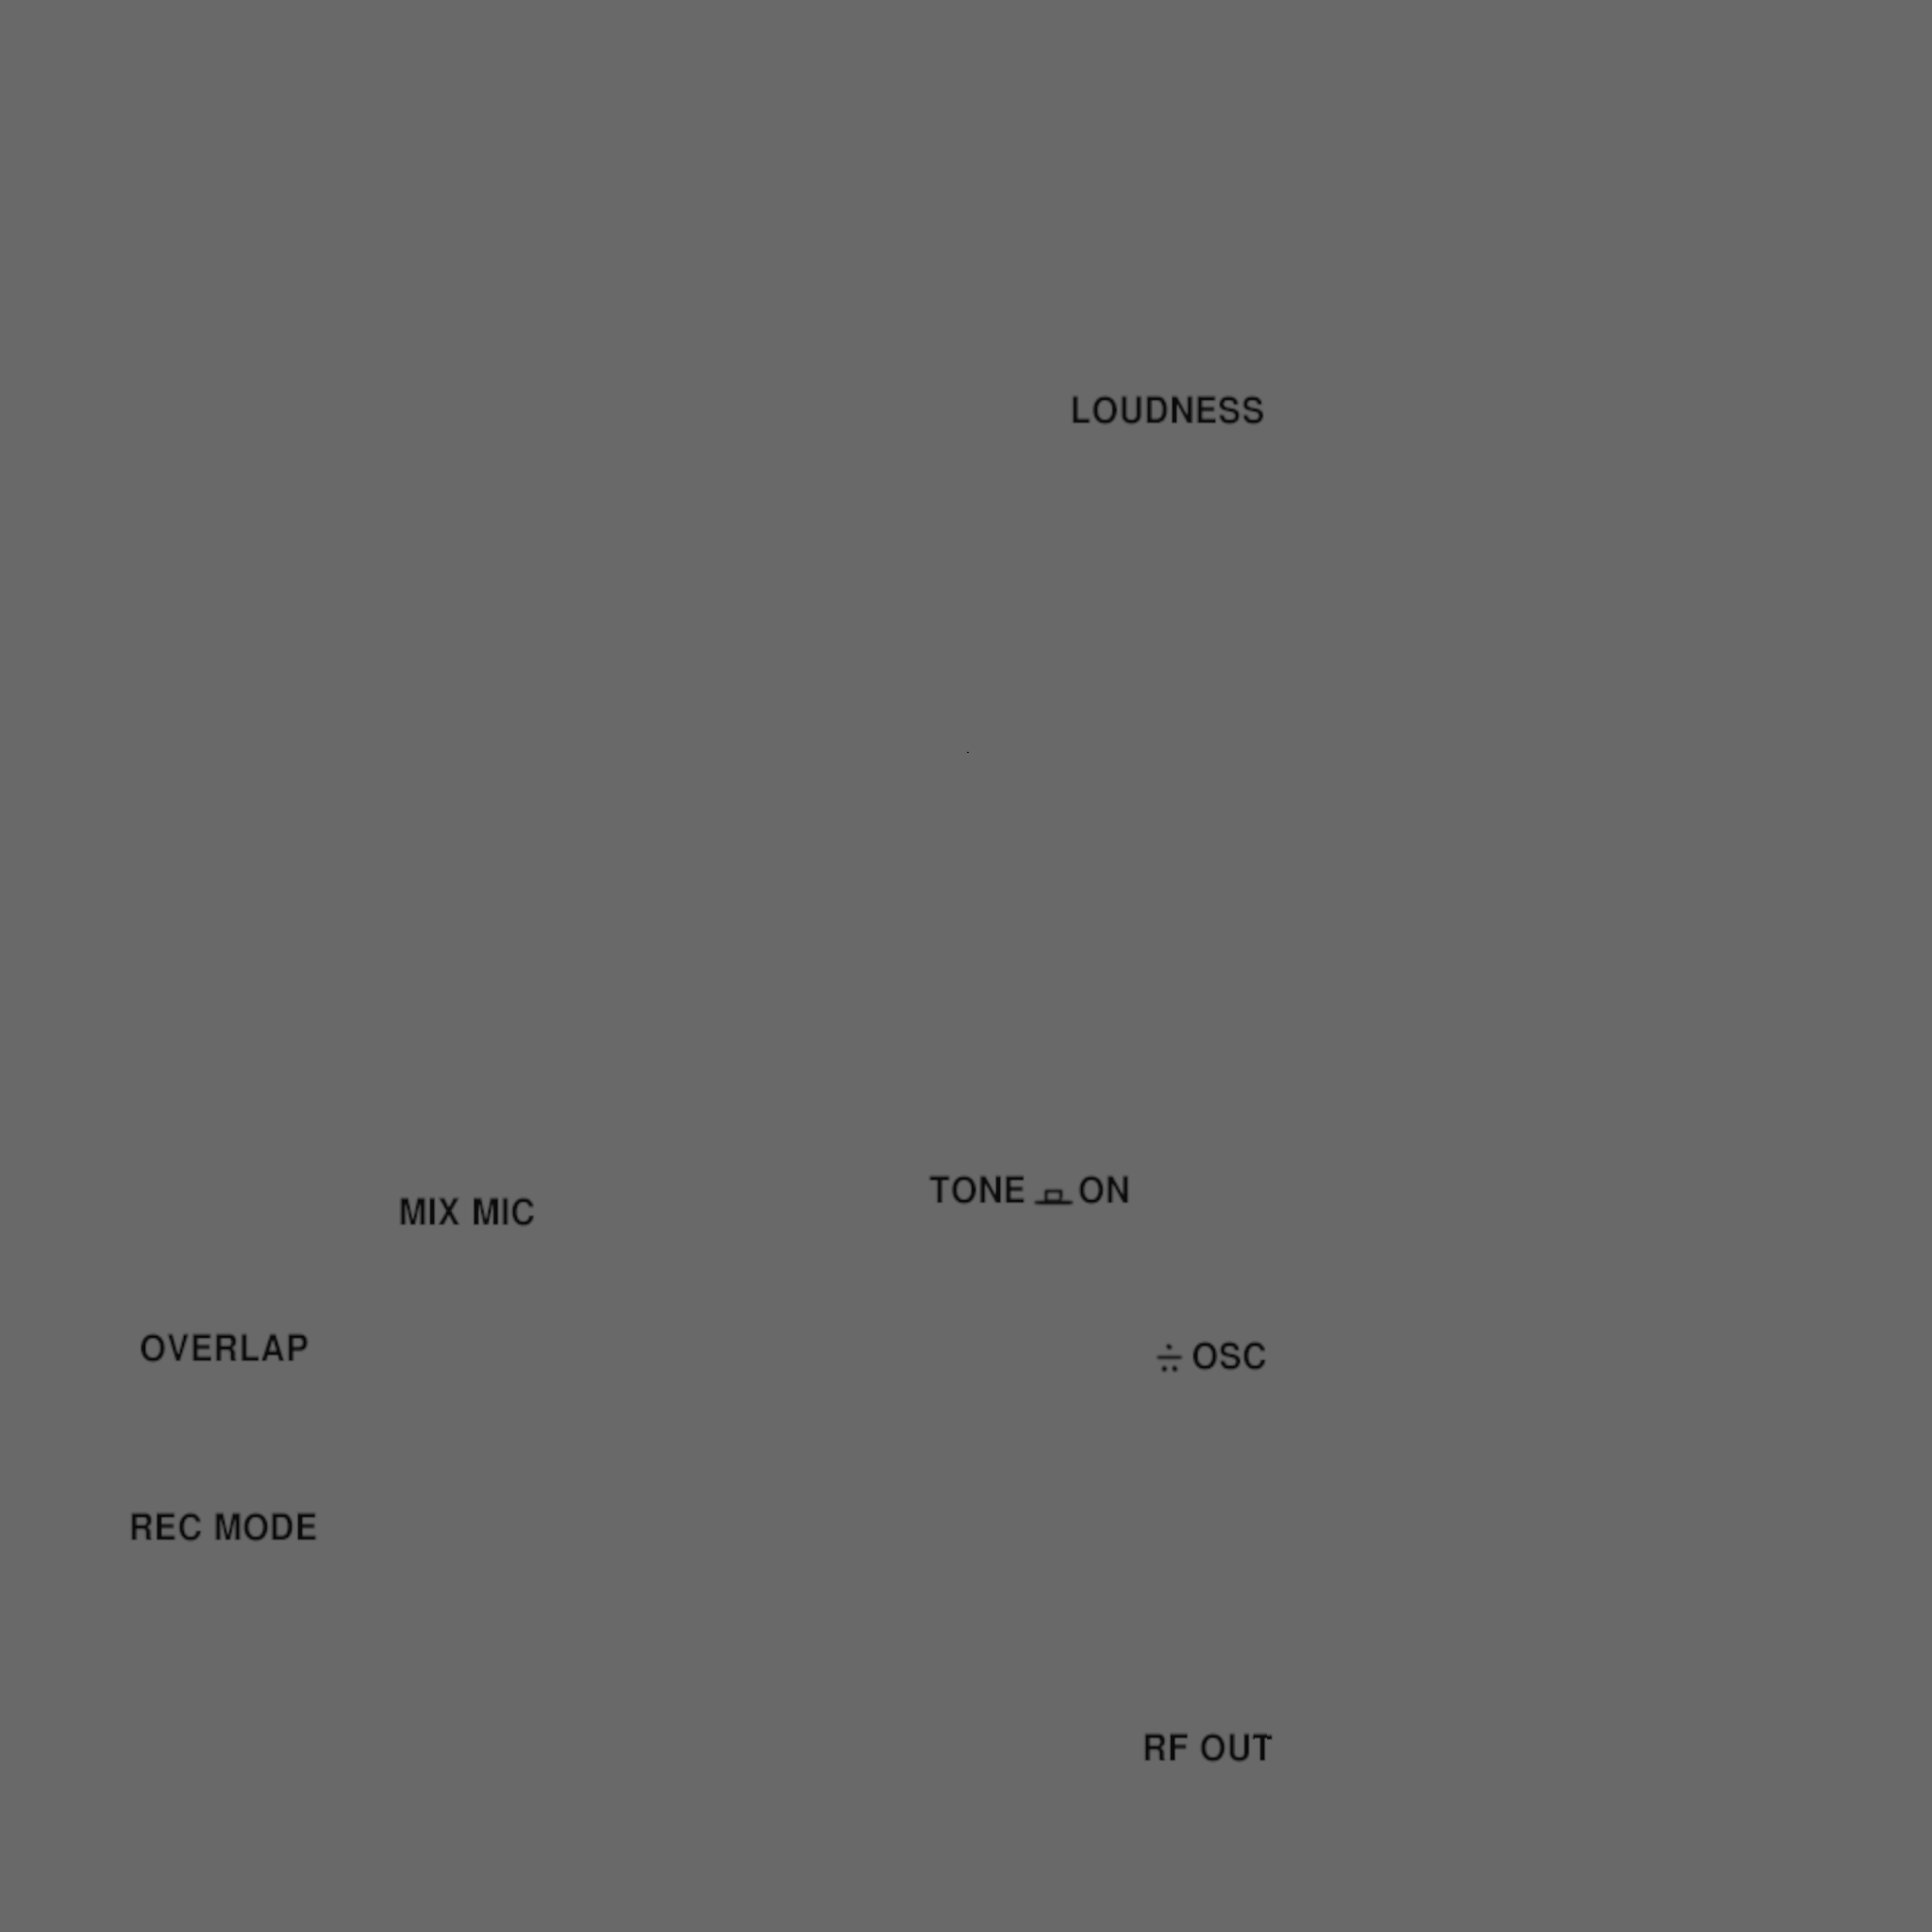 LOUDNESS
TONE ON
MIX MIC
OVERLAP
÷ OSC
REC MODE
RF OUT